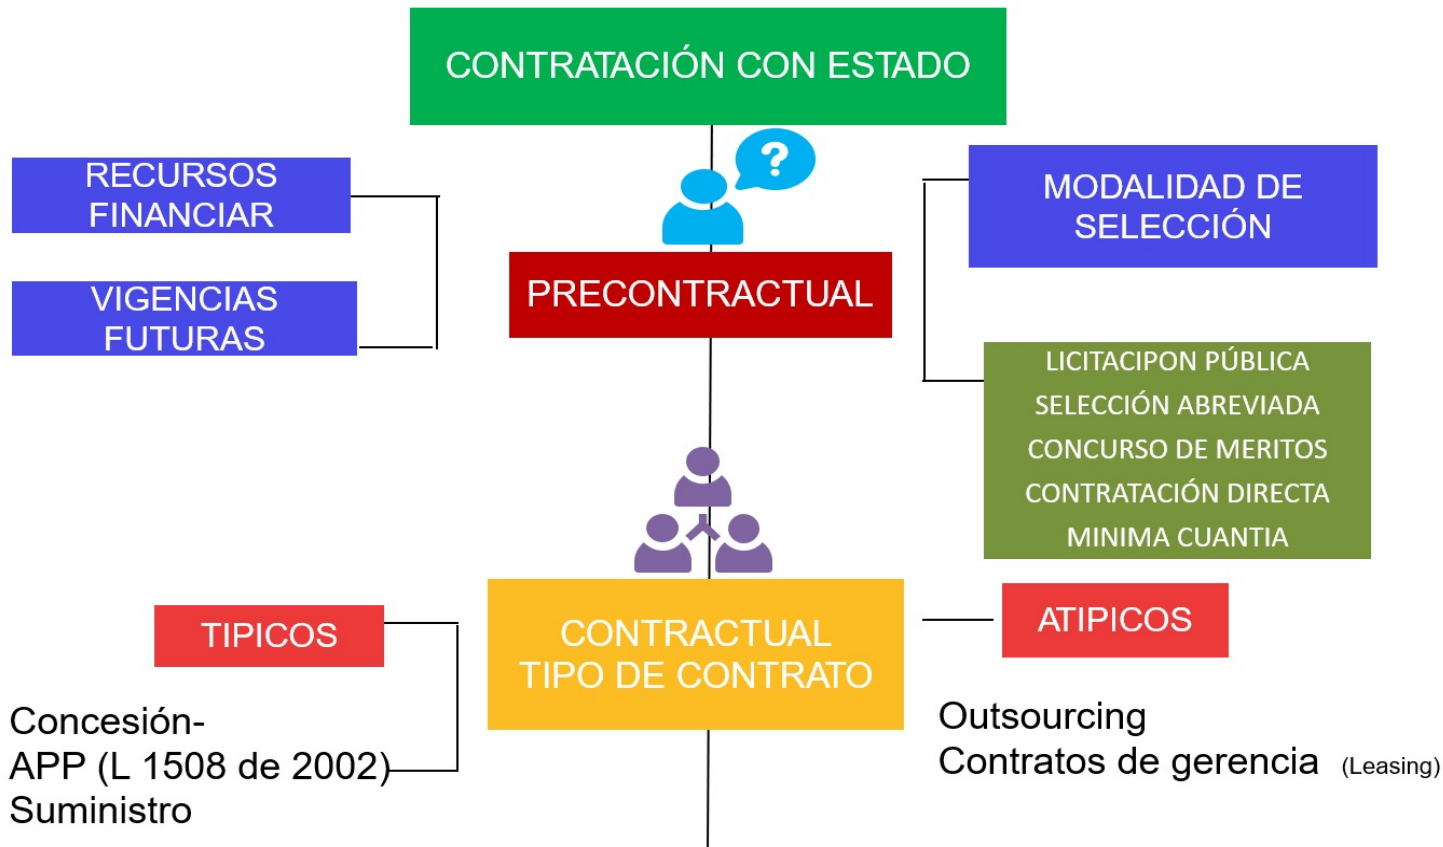 CONTRATACIÓN CON ESTADO
?
RECURSOS
FINANCIAR
VIGENCIAS
FUTURAS
PRECONTRACTUAL
MODALIDAD DE
SELECCIÓN
LICITACIPON PÚBLICA
SELECCIÓN ABREVIADA
CONCURSO DE MERITOS
CONTRATACIÓN DIRECTA
MINIMA CUANTIA
TIPICOS
Concesión-
APP (L 1508 de 2002)
Suministro
CONTRACTUAL
TIPO DE CONTRATO
ATIPICOS
Outsourcing
Contratos de gerencia (Leasing)